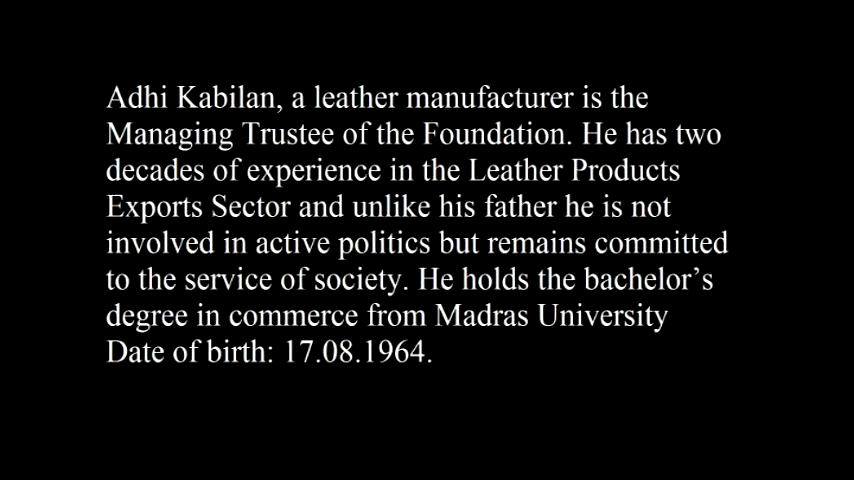 Adhi Kabilan, a leather manufacturer is the
Managing Trustee of the Foundation. He has two
decades of experience in the Leather Products
Exports Sector and unlike his father he is not
involved in active politics but remains committed
to the service of society. He holds the bachelor’s
degree in commerce from Madras University
Date of birth: 17.08.1964.